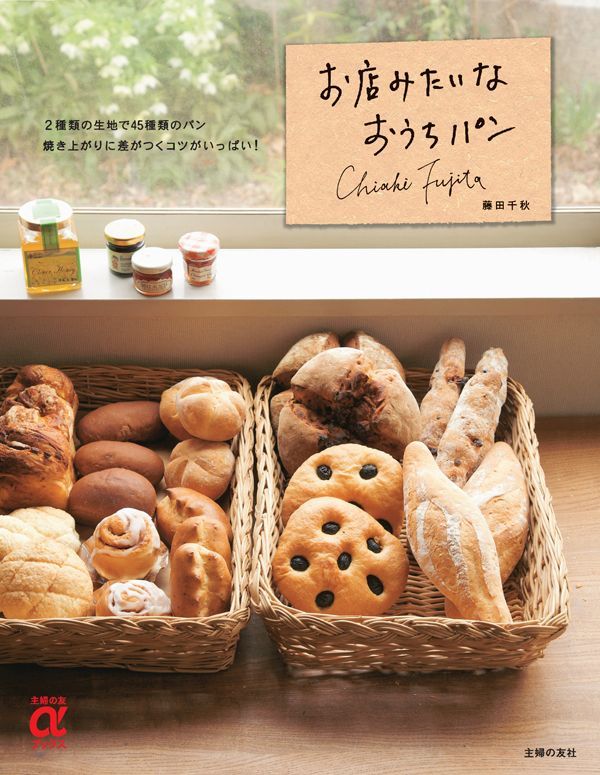 お店みたいな
おうちパン
Chiaki Fujita
藤田千秋
2種類の生地で45種類のパン
焼き上がりに差がつくコツがいっぱい！
Clover Honey
主婦の友
α
ブックス
主婦の友社